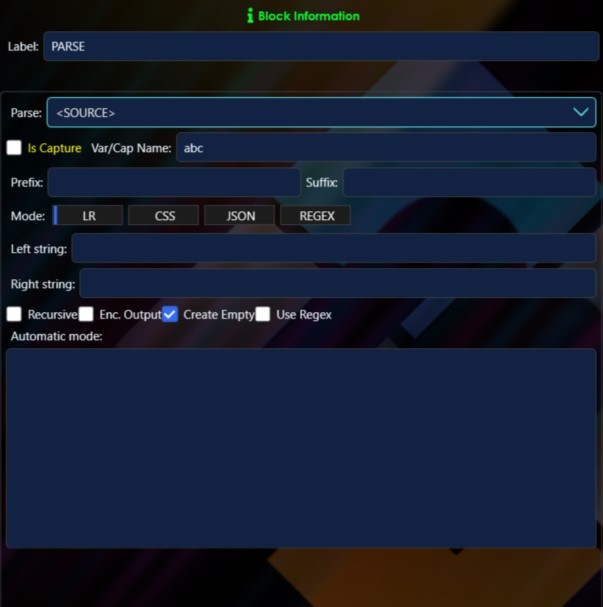 Block Information
Label: PARSE
Parse: <SOURCE>
Is Capture Var/Cap Name: abc
Prefix: Suffix:
Mode: LR CSS JSON REGEX
Left string:
Right string:
Recursive Enc. Output Create Empty Use Regex
Automatic mode: